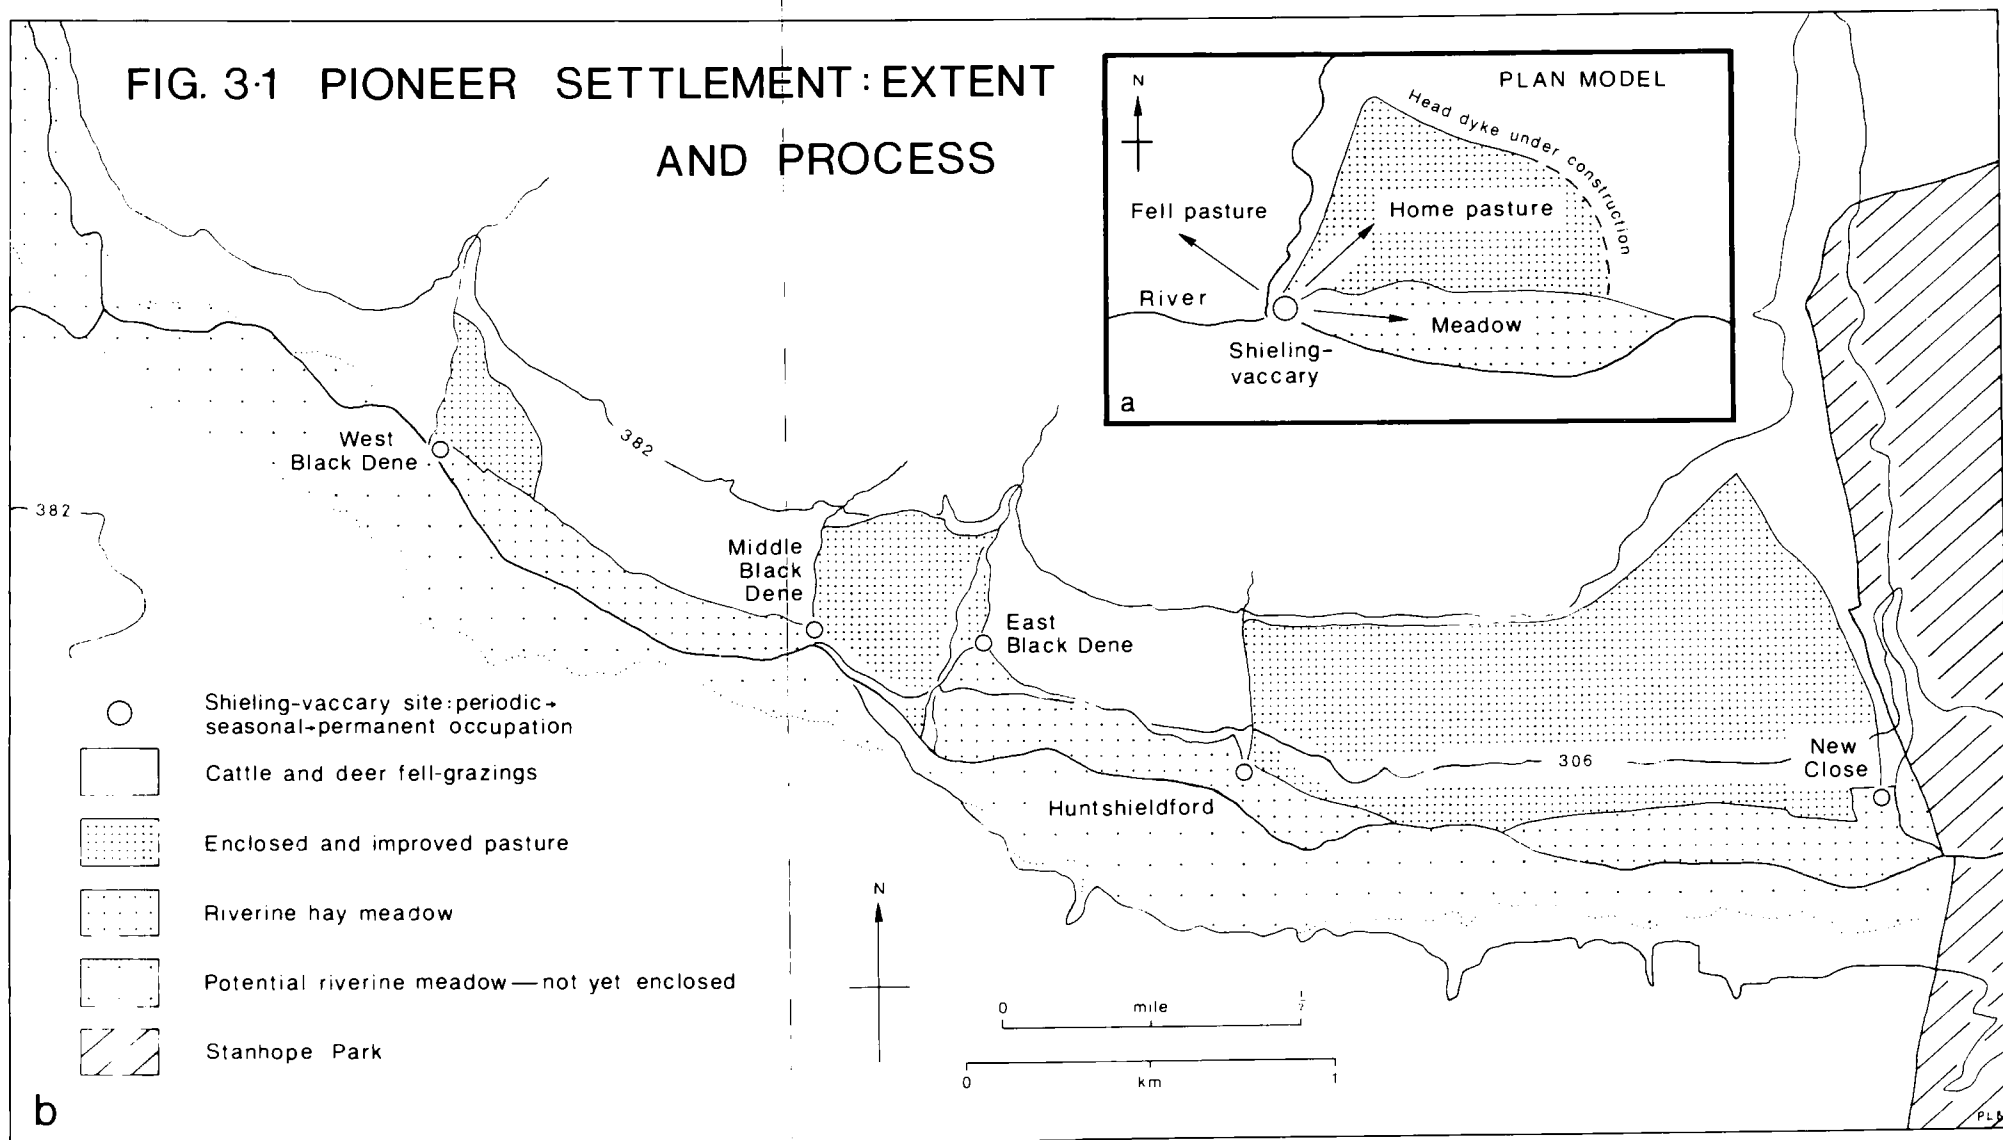 FIG. 3·1 PIONEER SETTLEMENT: EXTENT
AND PROCESS
N
PLAN MODEL
Head dyke under construction
Fell pasture
Home pasture
River
Meadow
Shieling-
vaccary
a
West
Black Dene
382
382
Middle
Black
Dene
East
Black Dene
Huntshieldford
306
New
Close
Shieling-vaccary site: periodic→
seasonal→permanent occupation
Cattle and deer fell-grazings
Enclosed and improved pasture
Riverine hay meadow
Potential riverine meadow—not yet enclosed
Stanhope Park
N
0 mile ½
0 km 1
b